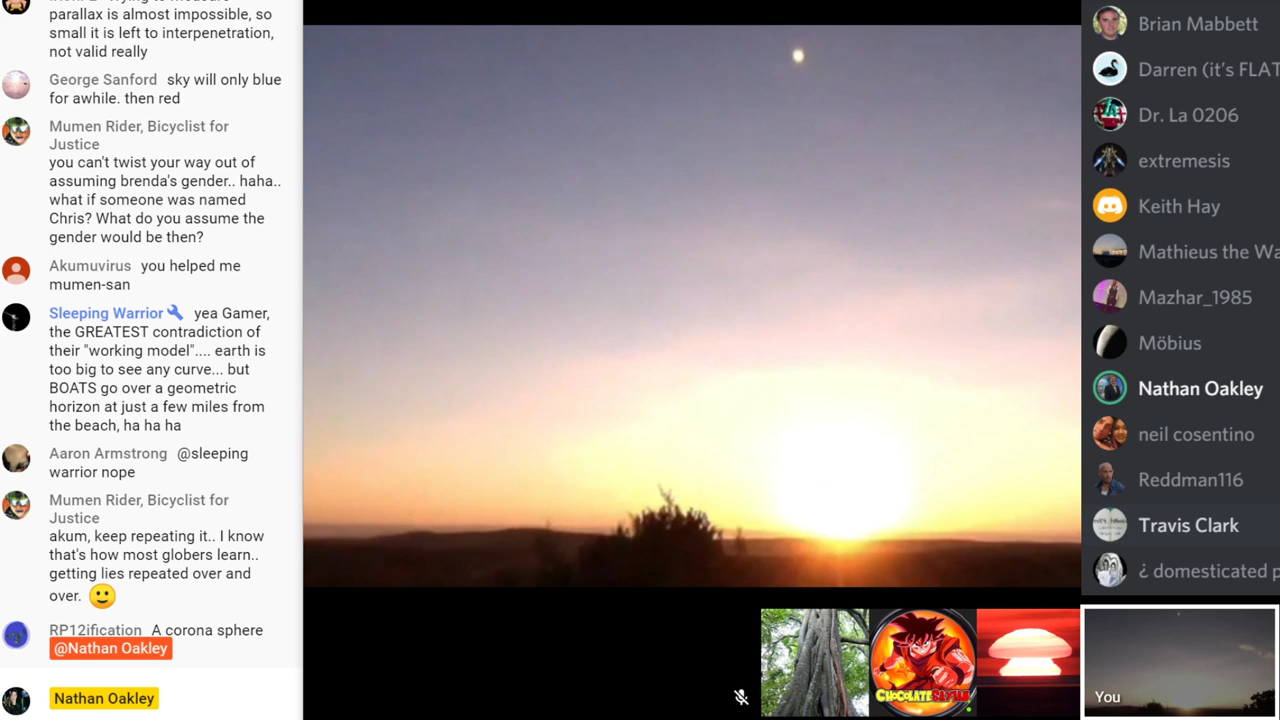 parallax is almost impossible, so
small it is left to interpenetration,
not valid really
George Sanford sky will only blue
for awhile. then red
Mumen Rider, Bicyclist for
Justice
you can't twist your way out of
assuming brenda's gender.. haha..
what if someone was named
Chris? What do you assume the
gender would be then?
Akumuvirus you helped me
mumen-san
Sleeping Warrior yea Gamer,
the GREATEST contradiction of
their "working model".... earth is
too big to see any curve... but
BOATS go over a geometric
horizon at just a few miles from
the beach, ha ha ha
Aaron Armstrong @sleeping
warrior nope
Mumen Rider, Bicyclist for
Justice
akum, keep repeating it.. I know
that's how most globers learn..
getting lies repeated over and
over.
RP12ification A corona sphere
@Nathan Oakley
Nathan Oakley
CHOCOLATESAIYAN
You
Brian Mabbett
Darren (it's FLAT
Dr. La 0206
extremesis
Keith Hay
Mathieus the Wa
Mazhar_1985
Möbius
Nathan Oakley
neil cosentino
Reddman116
Travis Clark
¿ domesticated p